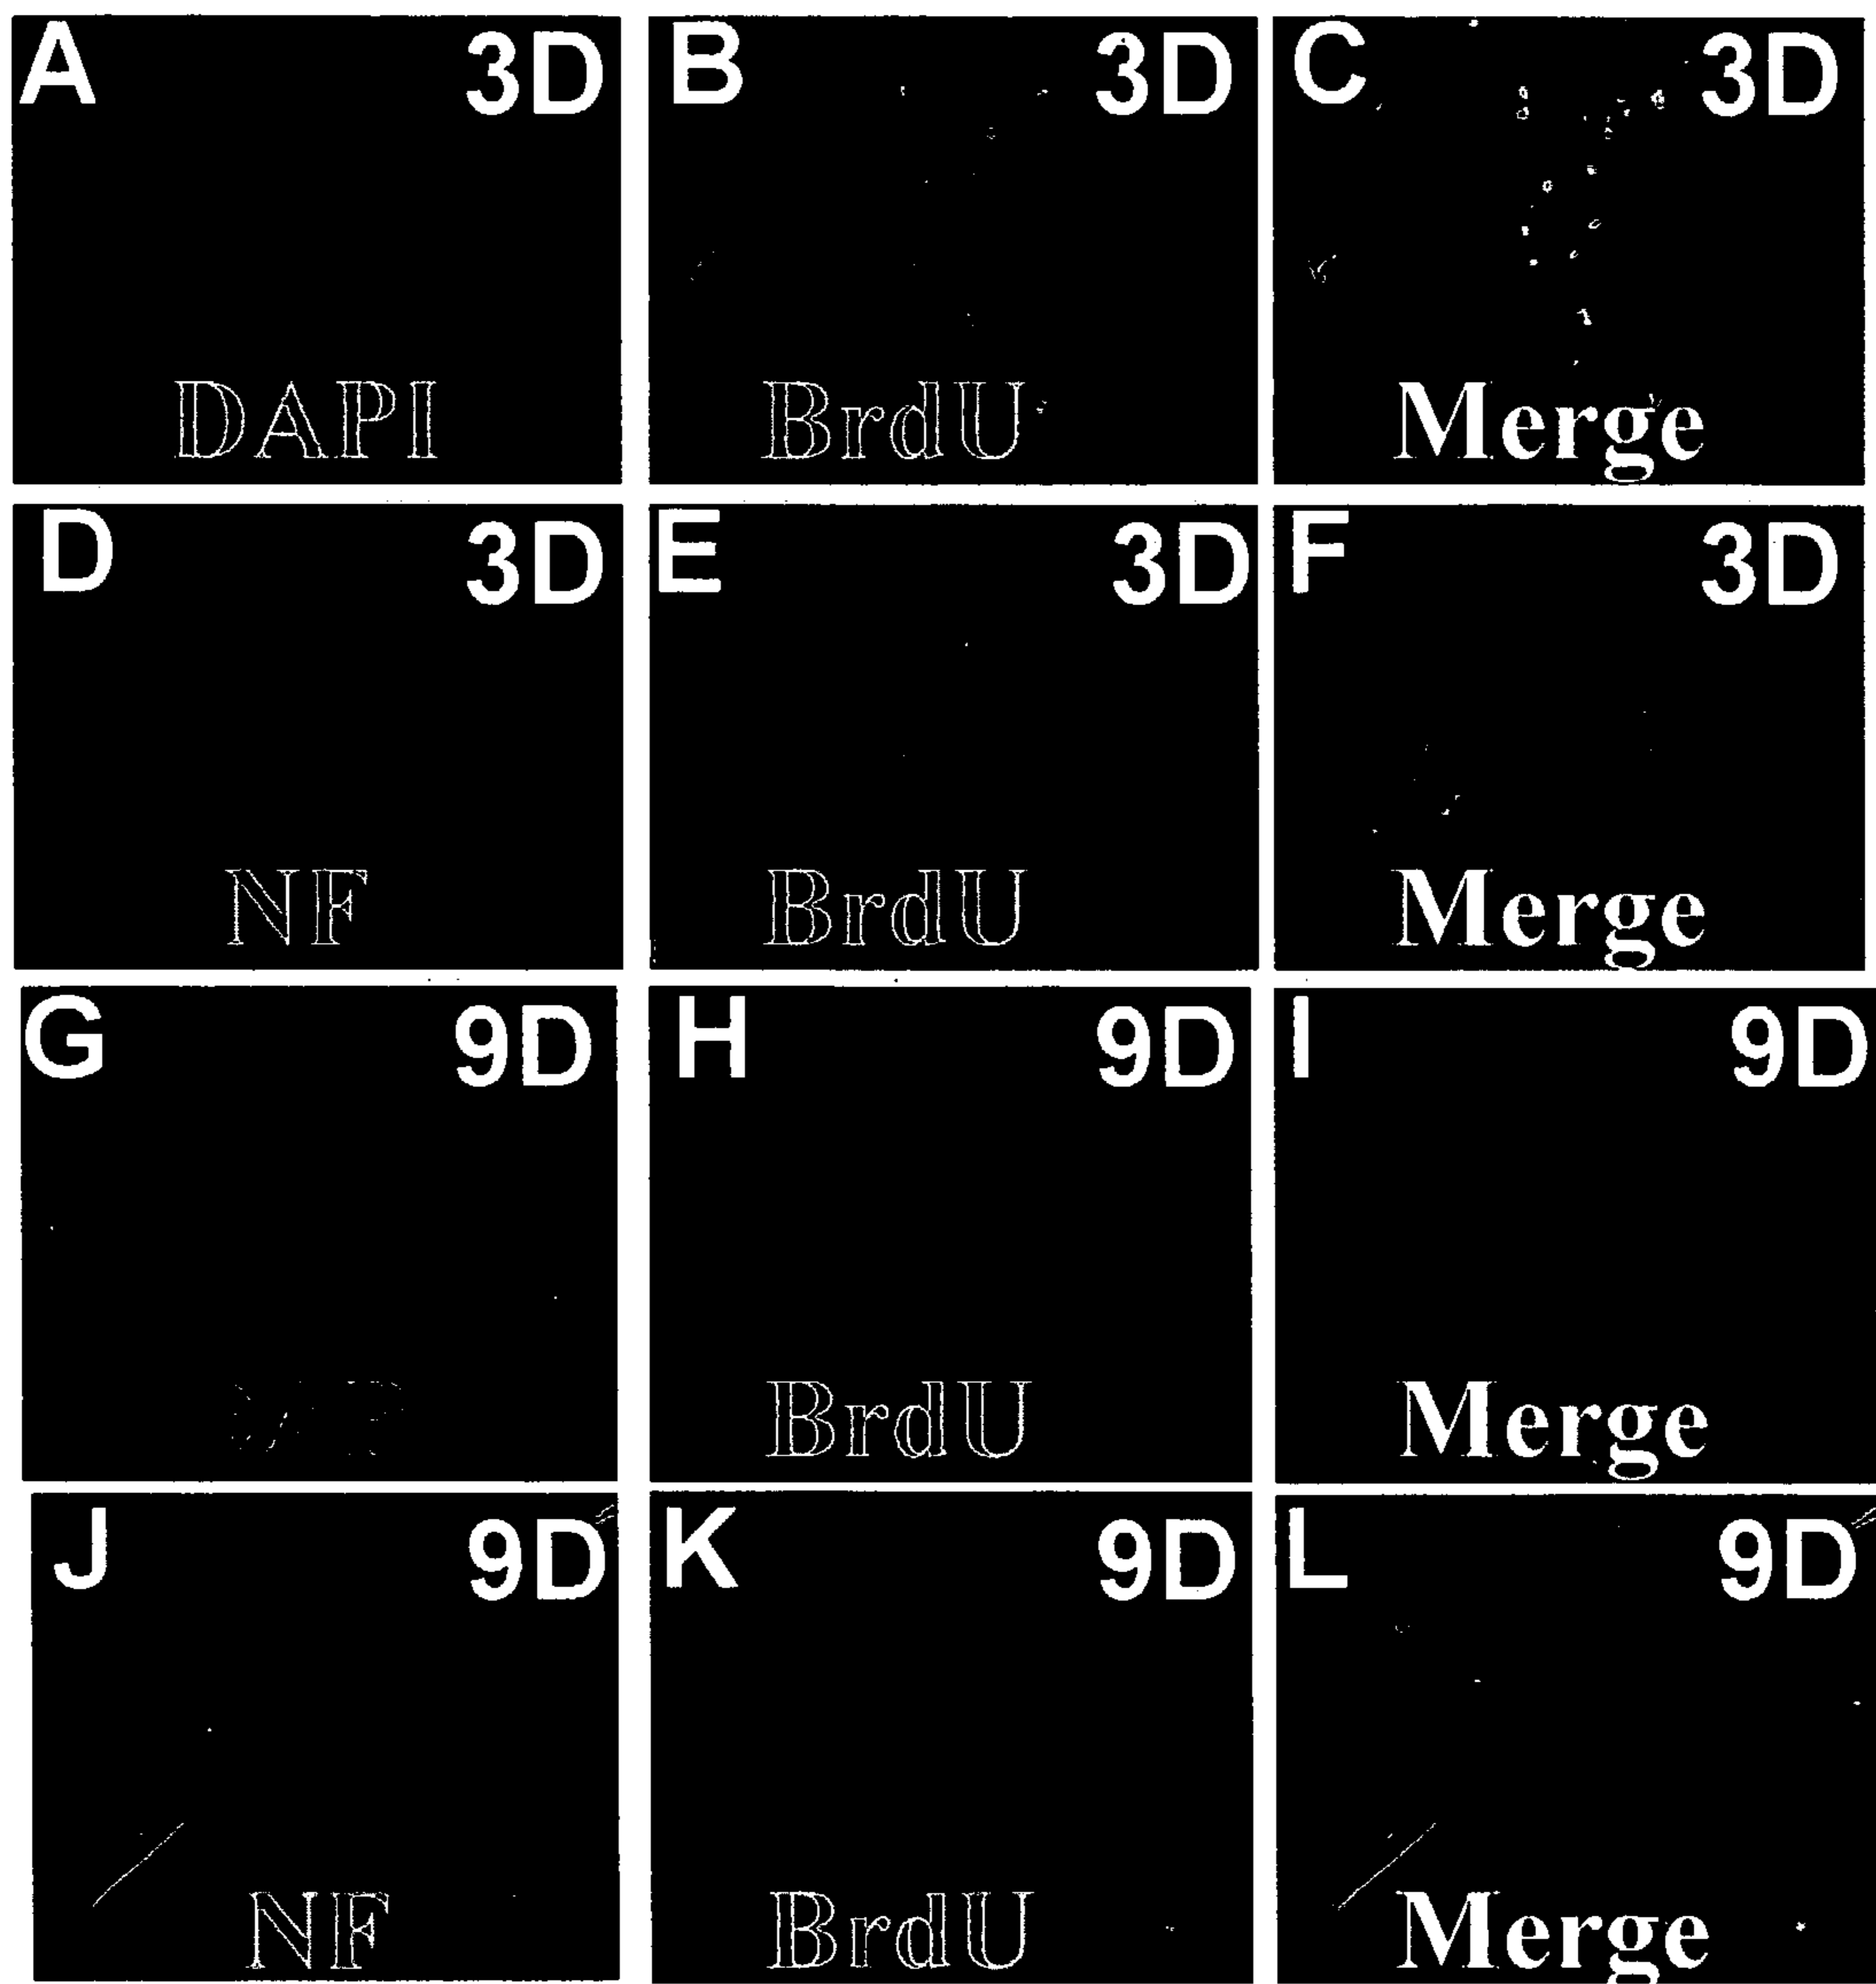 A 3D
DAPI
B 3D
BrdU
C 3D
Merge
D 3D
NF
E 3D
BrdU
F 3D
Merge
G 9D
H 9D
BrdU
I 9D
Merge
J 9D
NF
K 9D
BrdU
L 9D
Merge